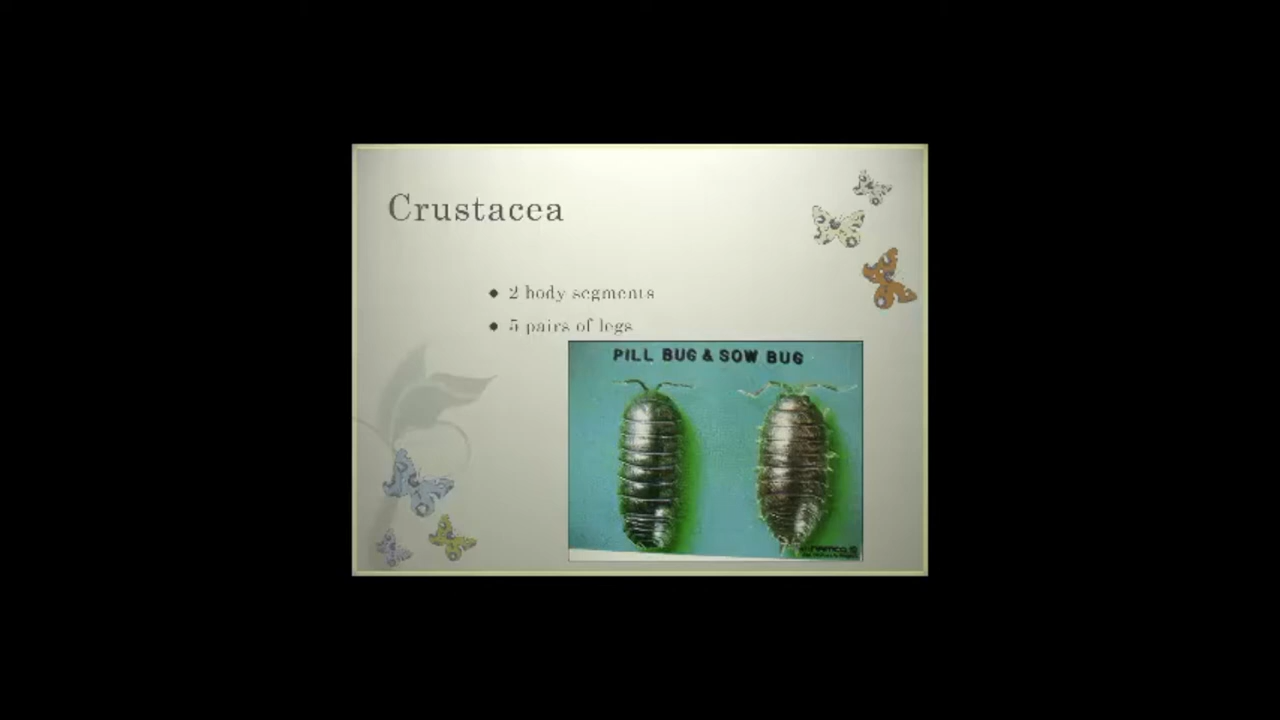 Crustacea
● 2 body segments
● 5 pairs of legs
PILL BUG & SOW BUG